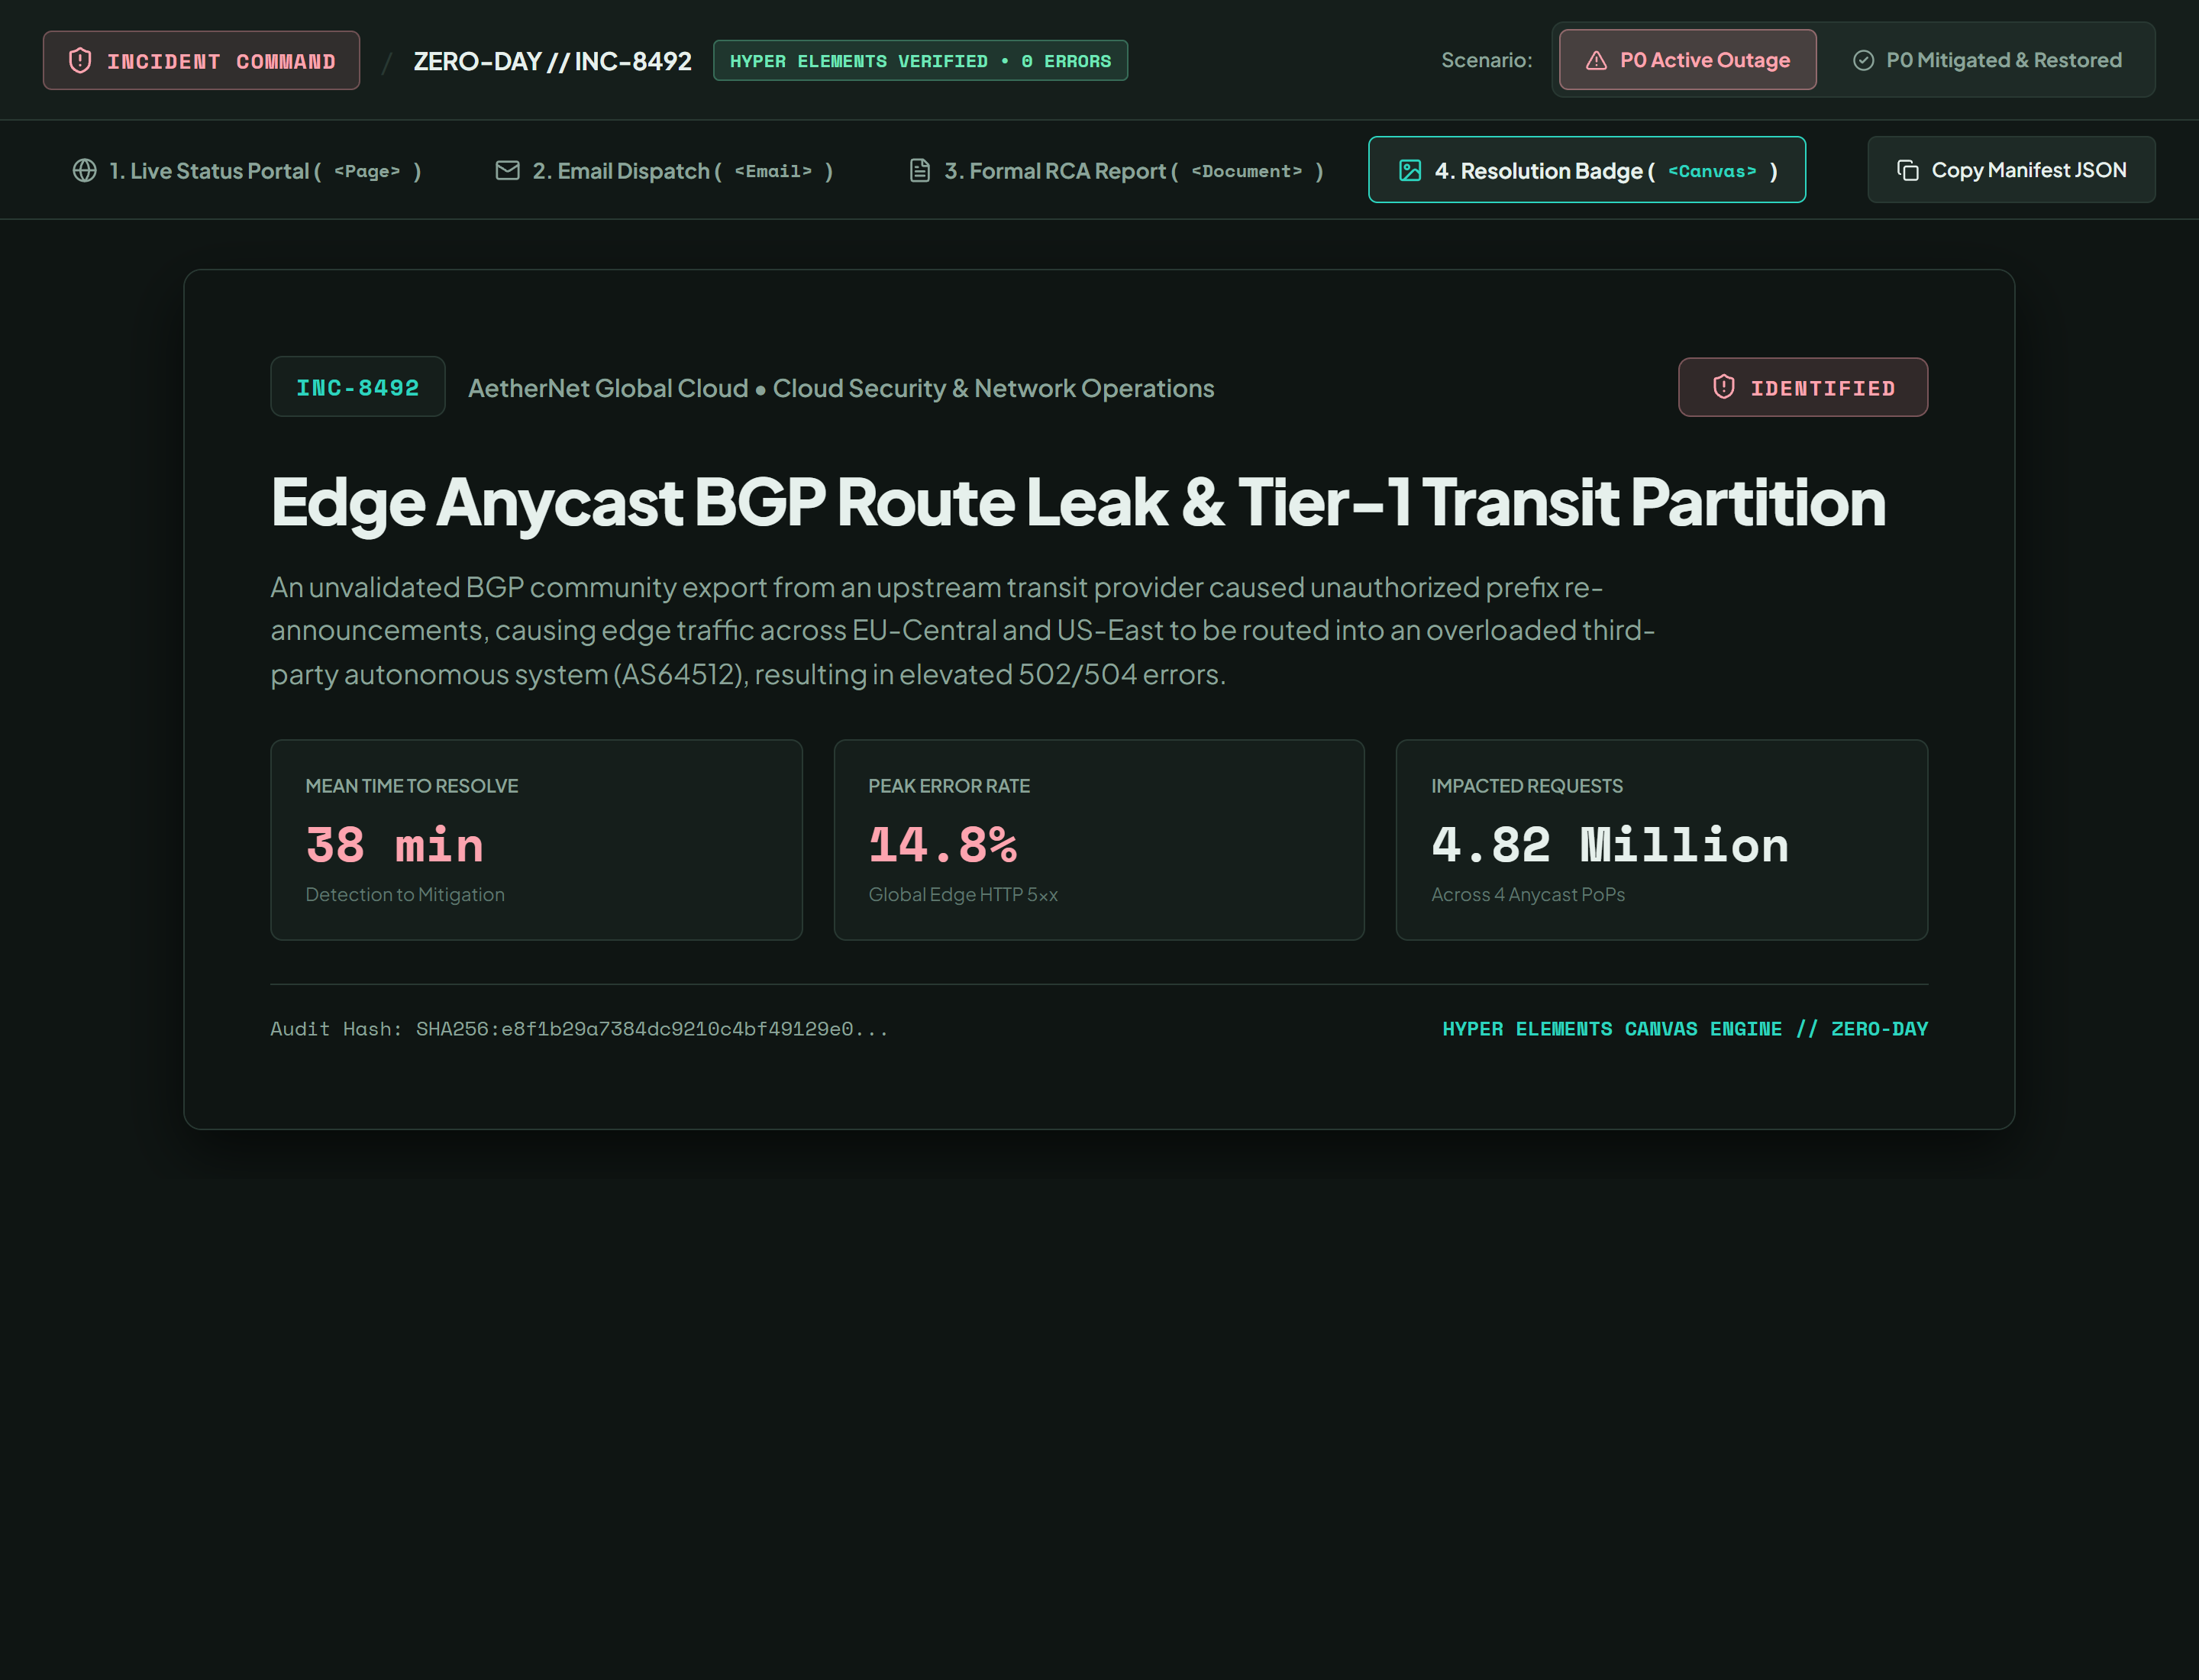 INCIDENT COMMAND / ZERO-DAY // INC-8492 HYPER ELEMENTS VERIFIED • 0 ERRORS Scenario: P0 Active Outage P0 Mitigated & Restored
1. Live Status Portal ( <Page> ) 2. Email Dispatch ( <Email> ) 3. Formal RCA Report ( <Document> ) 4. Resolution Badge ( <Canvas> ) Copy Manifest JSON
INC-8492 AetherNet Global Cloud • Cloud Security & Network Operations IDENTIFIED
Edge Anycast BGP Route Leak & Tier-1 Transit Partition
An unvalidated BGP community export from an upstream transit provider caused unauthorized prefix re-
announcements, causing edge traffic across EU-Central and US-East to be routed into an overloaded third-
party autonomous system (AS64512), resulting in elevated 502/504 errors.
MEAN TIME TO RESOLVE
38 min
Detection to Mitigation
PEAK ERROR RATE
14.8%
Global Edge HTTP 5xx
IMPACTED REQUESTS
4.82 Million
Across 4 Anycast PoPs
Audit Hash: SHA256:e8f1b29a7384dc9210c4bf49129e0...
HYPER ELEMENTS CANVAS ENGINE // ZERO-DAY